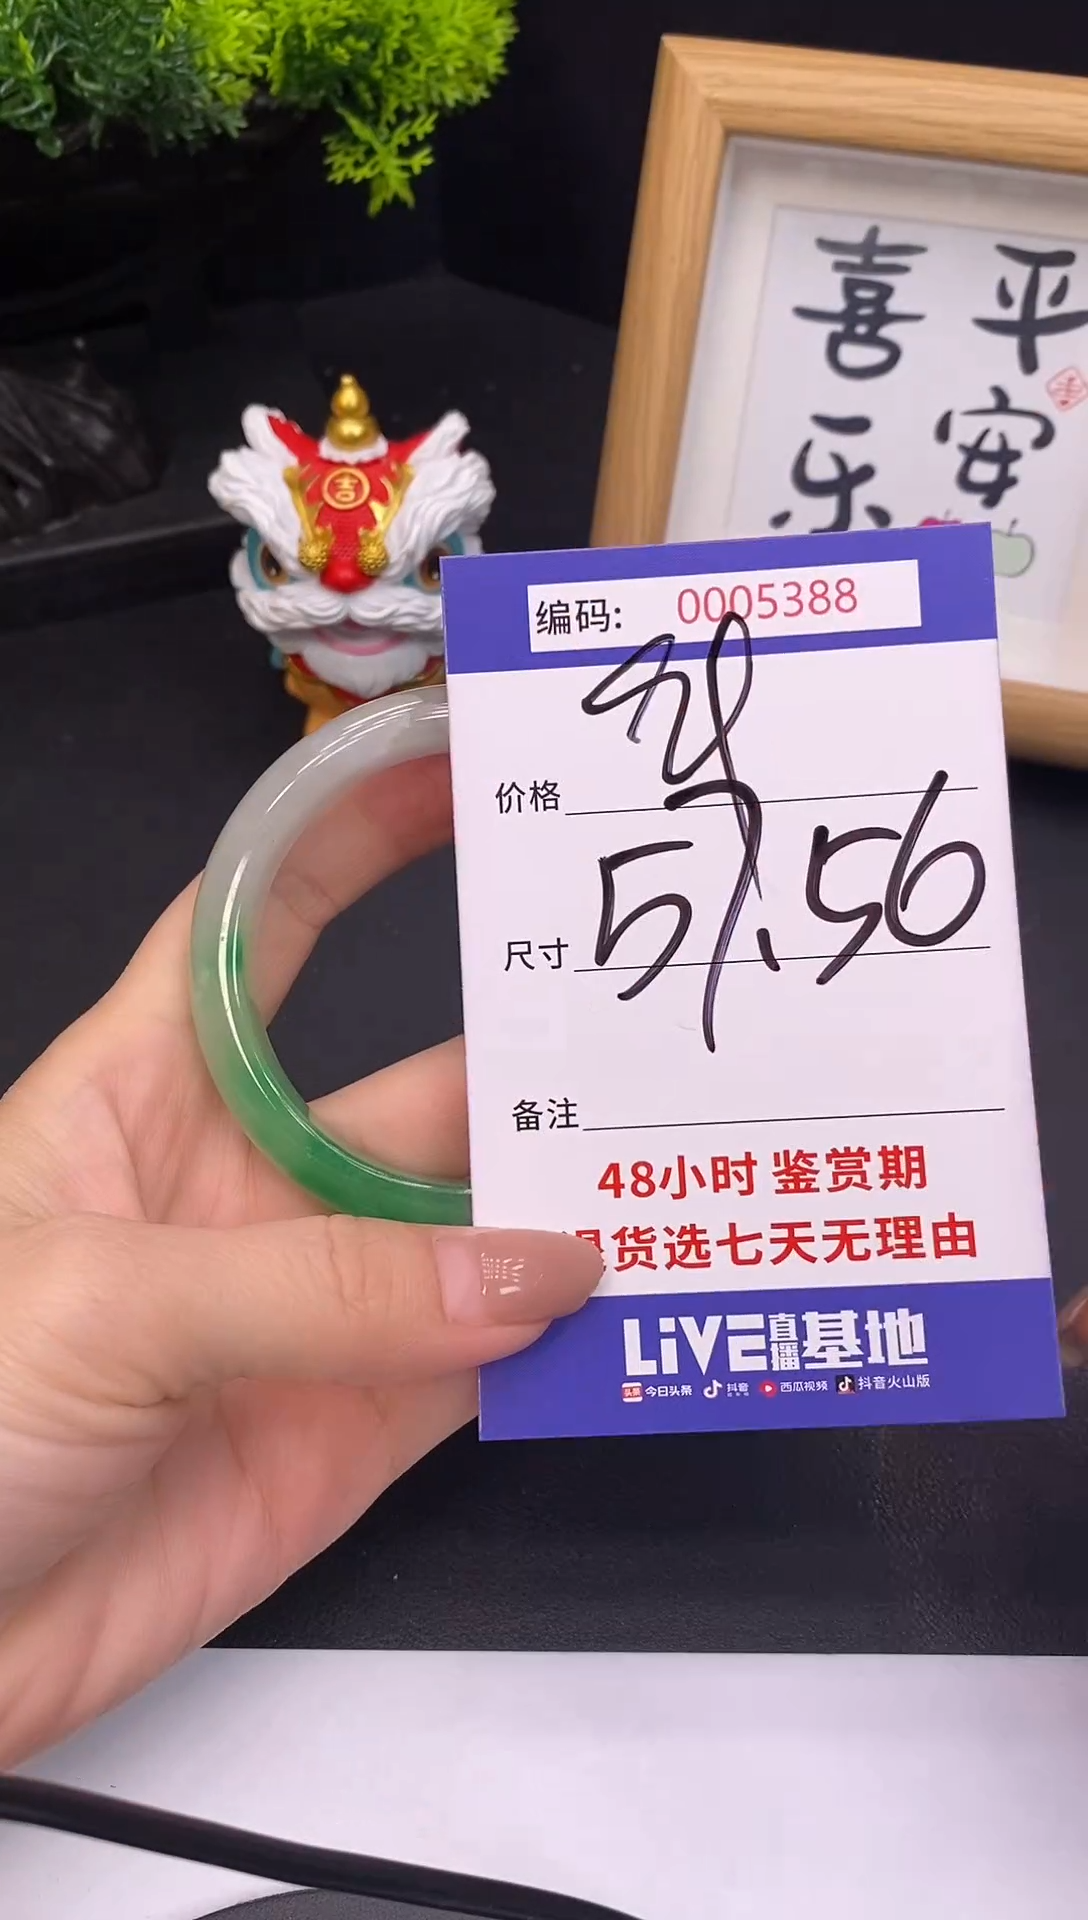 喜平
乐安
吉
编码: 0005388
价格
尺寸 57.56
备注
48小时 鉴赏期
退货选七天无理由
LiVE直播基地
今日头条 抖音 西瓜视频 抖音火山版